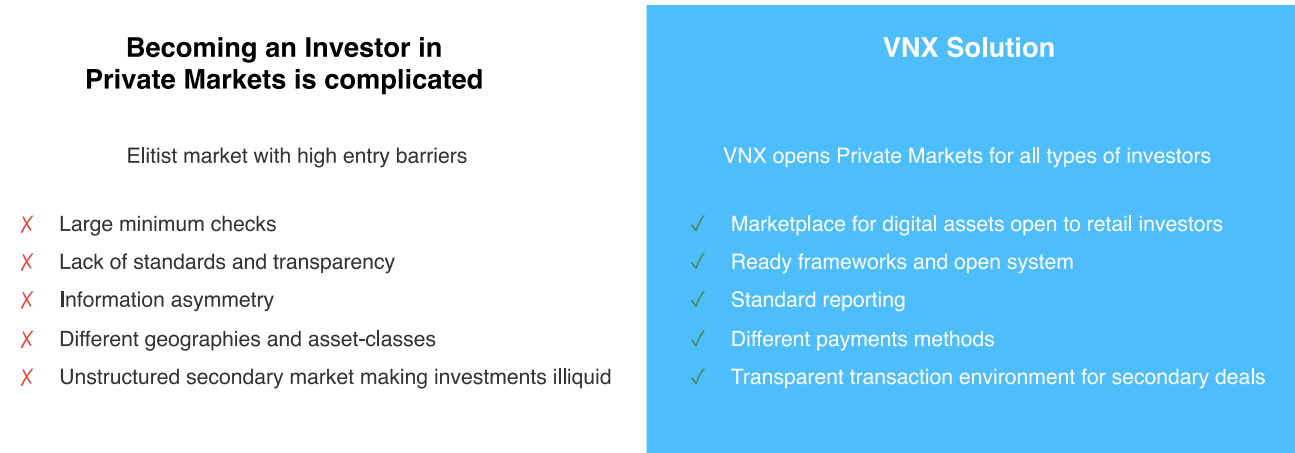 Becoming an Investor in
Private Markets is complicated
Elitist market with high entry barriers
✗ Large minimum checks
✗ Lack of standards and transparency
✗ Information asymmetry
✗ Different geographies and asset-classes
✗ Unstructured secondary market making investments illiquid
VNX Solution
VNX opens Private Markets for all types of investors
✓ Marketplace for digital assets open to retail investors
✓ Ready frameworks and open system
✓ Standard reporting
✓ Different payments methods
✓ Transparent transaction environment for secondary deals